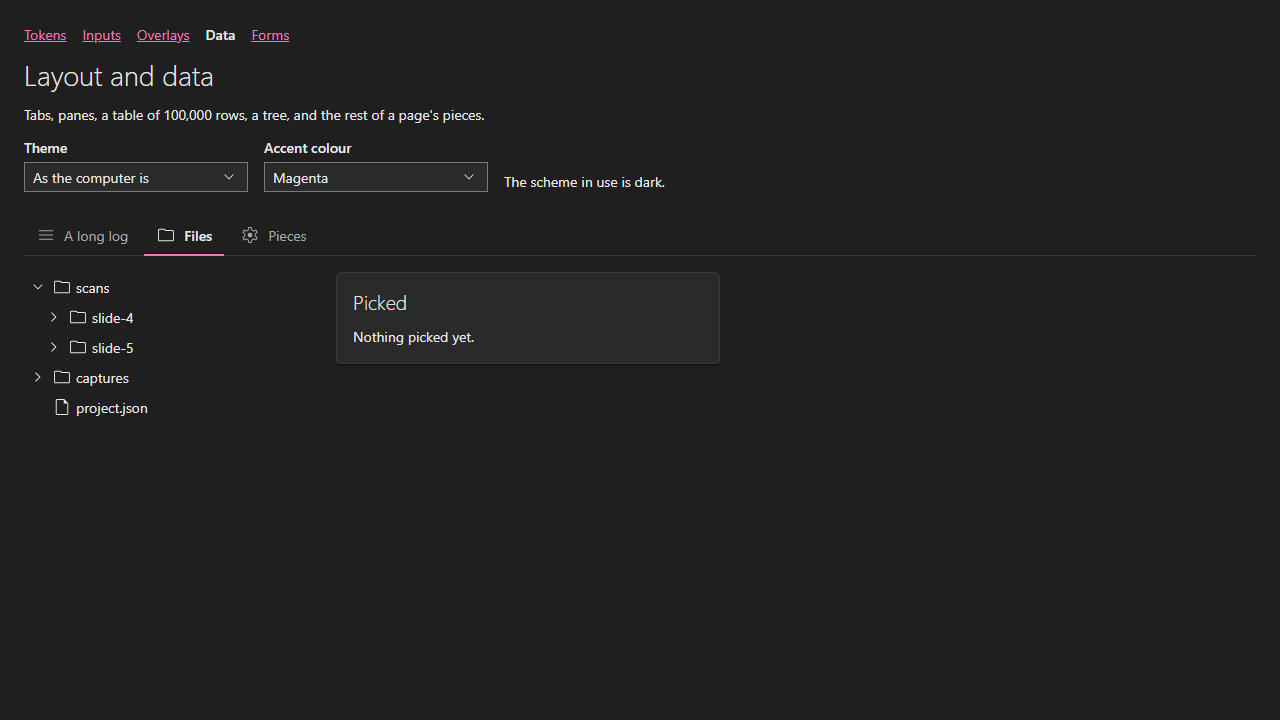 Tokens Inputs Overlays Data Forms
Layout and data
Tabs, panes, a table of 100,000 rows, a tree, and the rest of a page's pieces.
Theme Accent colour
As the computer is Magenta The scheme in use is dark.
A long log Files Pieces
scans
slide-4
slide-5
captures
project.json
Picked
Nothing picked yet.